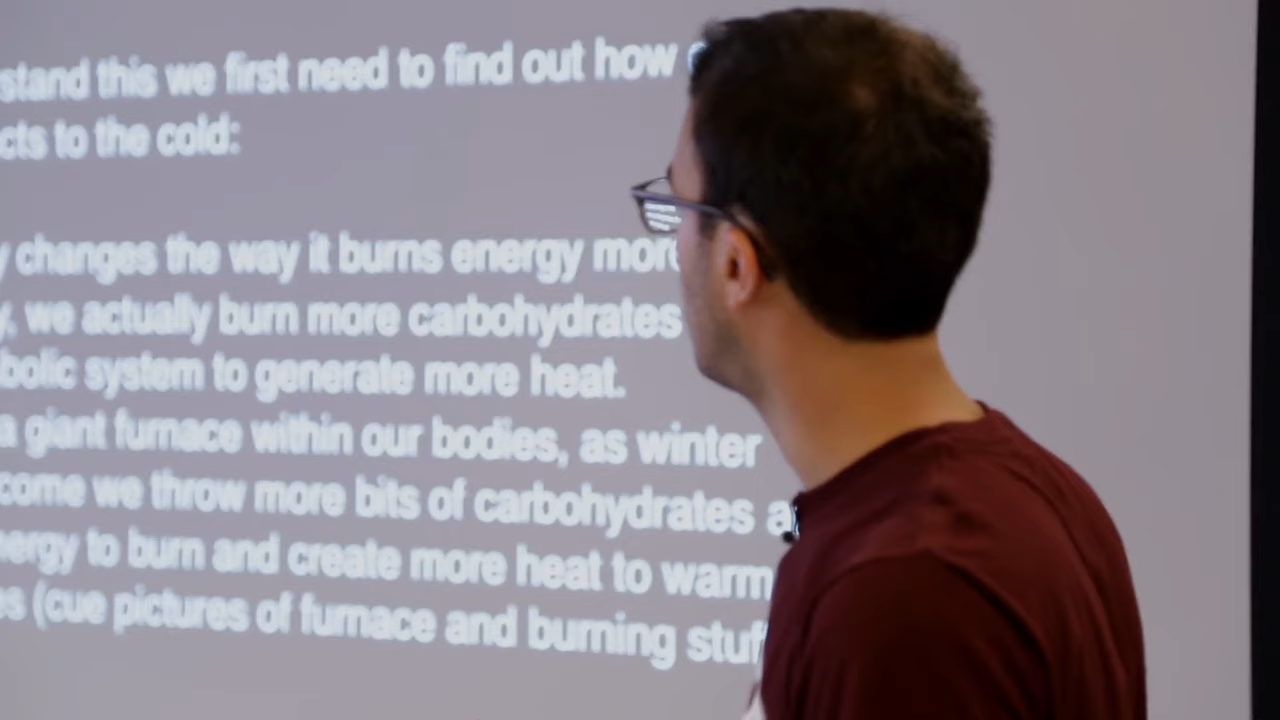 stand this we first need to find out how
cts to the cold:
y changes the way it burns energy more
y, we actually burn more carbohydrates
bolic system to generate more heat.
a giant furnace within our bodies, as winter
come we throw more bits of carbohydrates a
nergy to burn and create more heat to warm
es (cue pictures of furnace and burning stuf